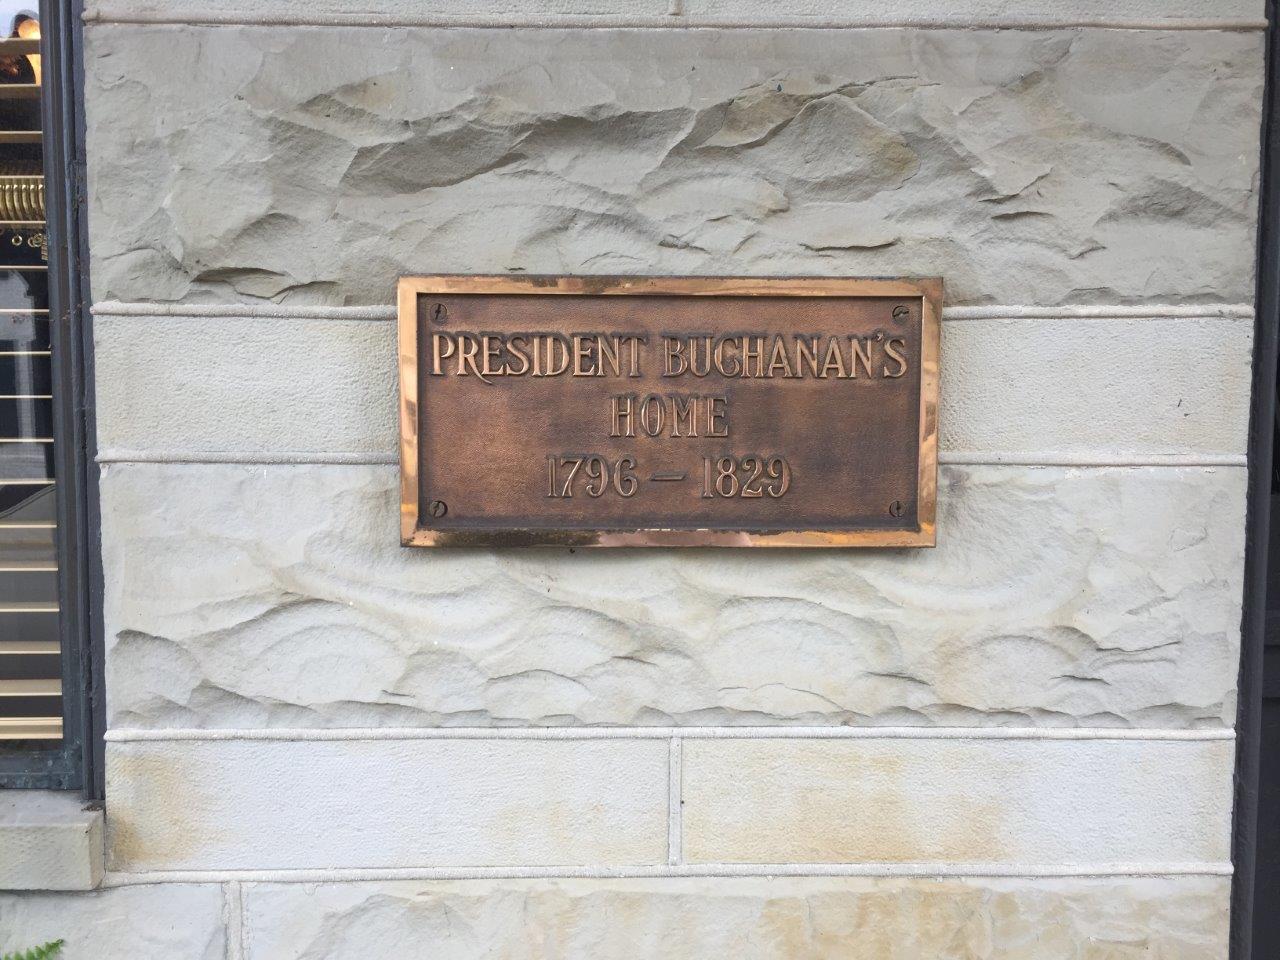 PRESIDENT BUCHANAN'S
HOME
1796 — 1829